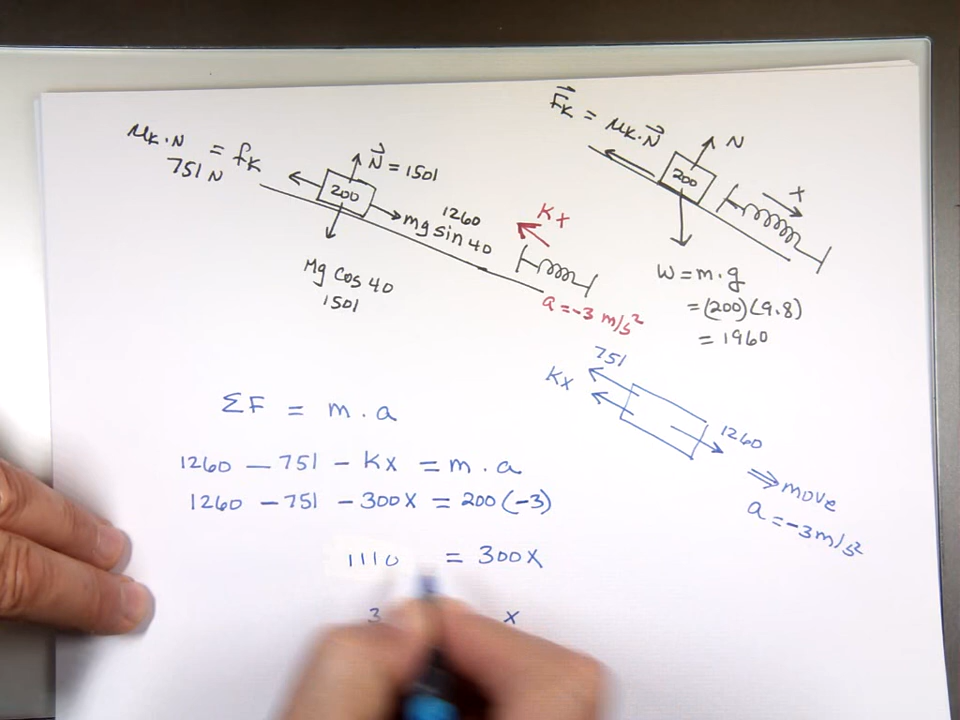 μK.N = fK
751 N
N = 1501
200
1260
mg sin 40
Mg Cos 40
1501
Kx
a = -3 m/s²
FK = μK.N
N
200
x
W = m.g
= (200)(9.8)
= 1960
751
Kx
1260
⇒ move
a = -3 m/s²
ΣF = m.a
1260 - 751 - Kx = m.a
1260 - 751 - 300x = 200(-3)
1110 = 300x
3 x